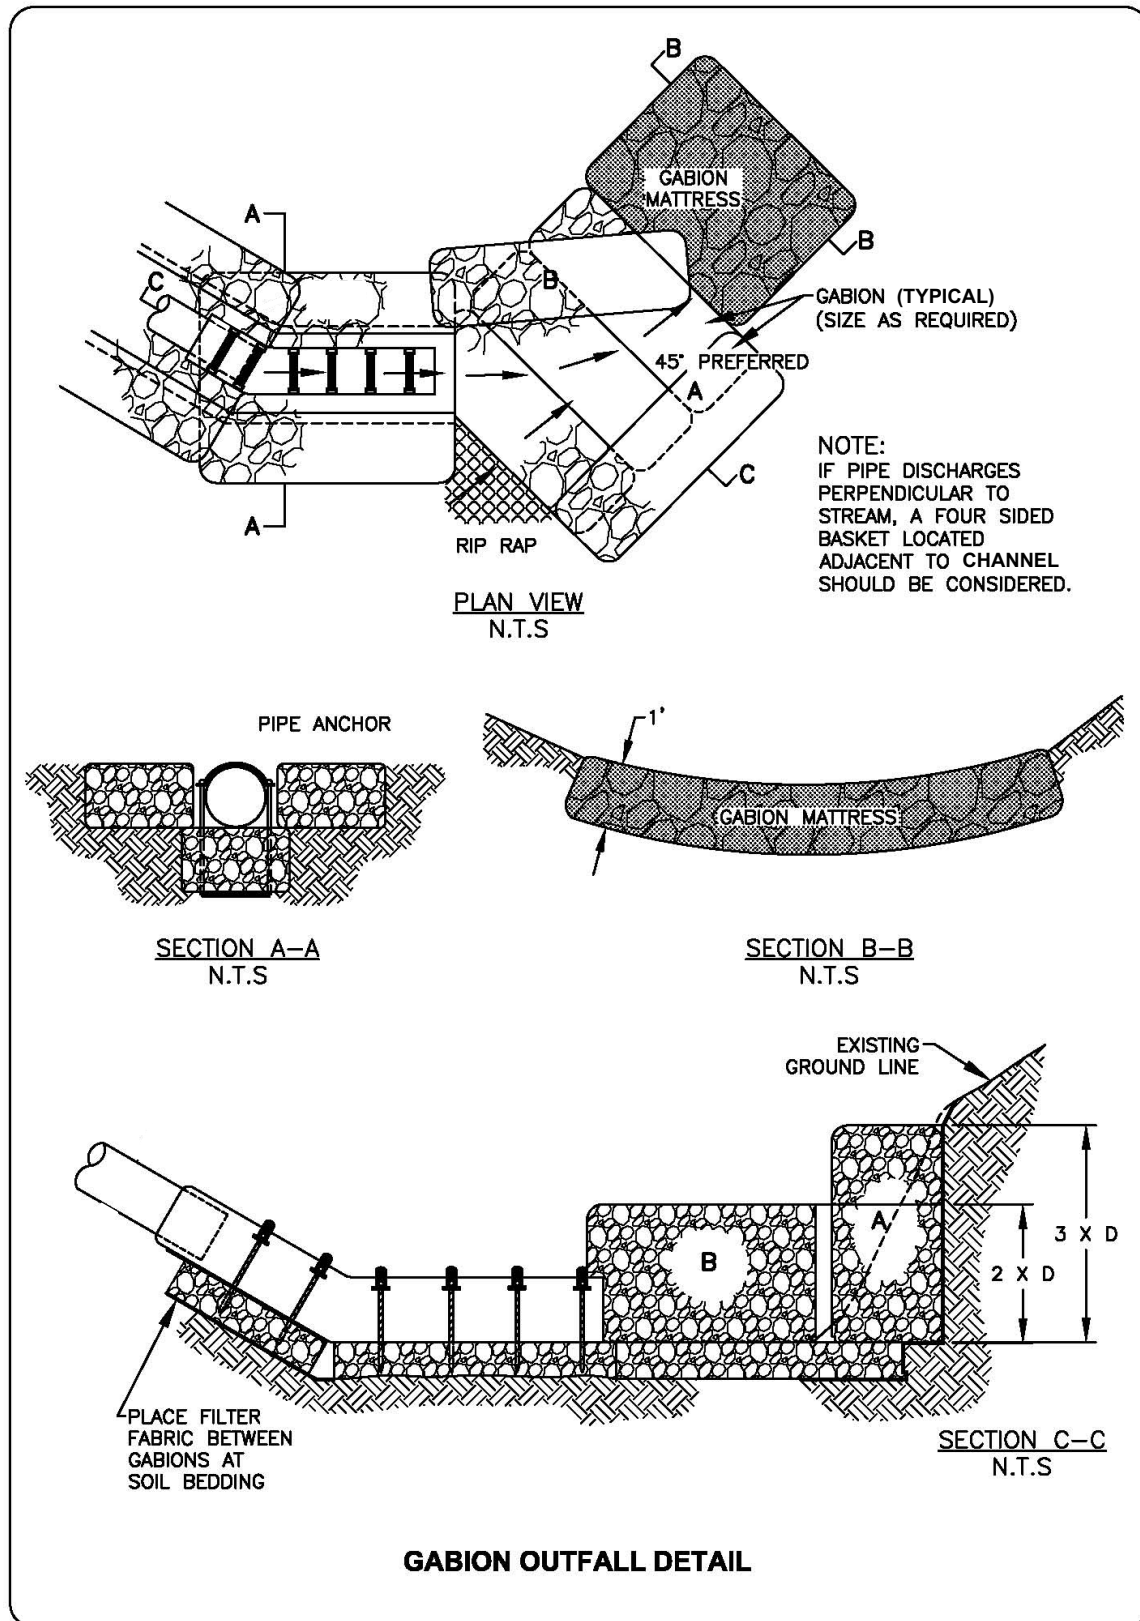 B
GABION
MATTRESS
A
B
C
B
GABION (TYPICAL)
(SIZE AS REQUIRED)
45° PREFERRED
A
C
A
RIP RAP
NOTE:
IF PIPE DISCHARGES
PERPENDICULAR TO
STREAM, A FOUR SIDED
BASKET LOCATED
ADJACENT TO CHANNEL
SHOULD BE CONSIDERED.
PLAN VIEW
N.T.S
PIPE ANCHOR
SECTION A-A
N.T.S
1'
GABION MATTRESS
SECTION B-B
N.T.S
EXISTING
GROUND LINE
A
B
3 X D
2 X D
PLACE FILTER
FABRIC BETWEEN
GABIONS AT
SOIL BEDDING
SECTION C-C
N.T.S
GABION OUTFALL DETAIL